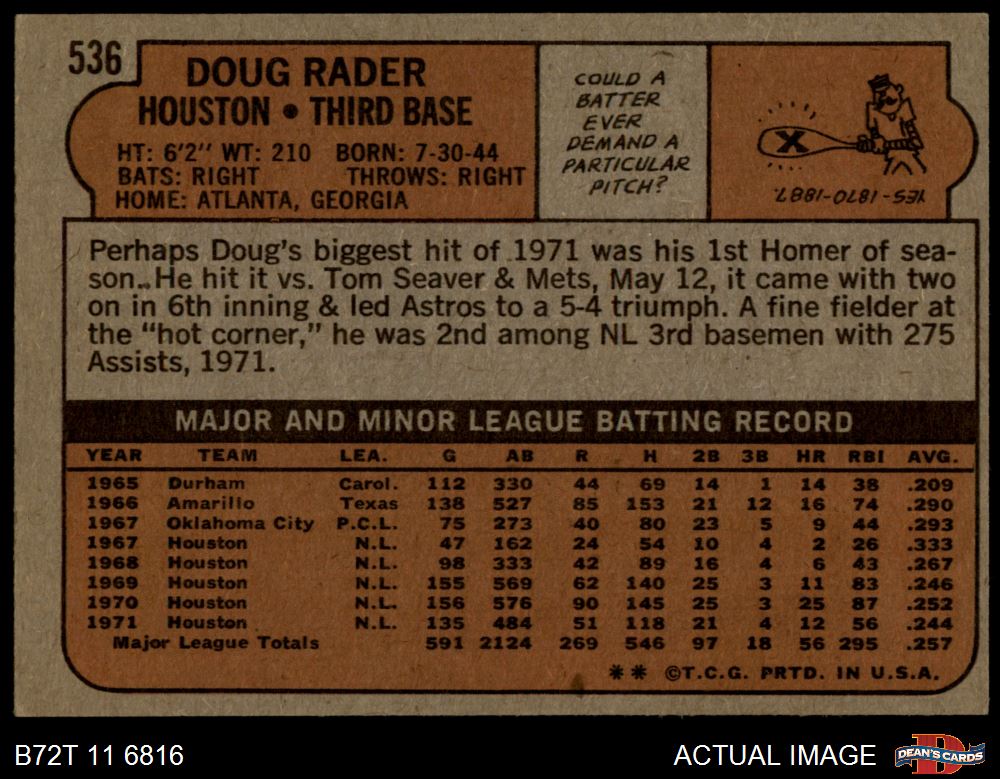 536
DOUG RADER
HOUSTON • THIRD BASE
HT: 6'2" WT: 210 BORN: 7-30-44
BATS: RIGHT THROWS: RIGHT
HOME: ATLANTA, GEORGIA
COULD A
BATTER
EVER
DEMAND A
PARTICULAR
PITCH?
X
YES-1870-1887.
Perhaps Doug's biggest hit of 1971 was his 1st Homer of sea-
son...He hit it vs. Tom Seaver & Mets, May 12, it came with two
on in 6th inning & led Astros to a 5-4 triumph. A fine fielder at
the "hot corner," he was 2nd among NL 3rd basemen with 275
Assists, 1971.
MAJOR AND MINOR LEAGUE BATTING RECORD
YEAR TEAM LEA. G AB R H 2B 3B HR RBI AVG.
1965 Durham Carol. 112 330 44 69 14 1 14 38 .209
1966 Amarillo Texas 138 527 85 153 21 12 16 74 .290
1967 Oklahoma City P.C.L. 75 273 40 80 23 5 9 44 .293
1967 Houston N.L. 47 162 24 54 10 4 2 26 .333
1968 Houston N.L. 98 333 42 89 16 4 6 43 .267
1969 Houston N.L. 155 569 62 140 25 3 11 83 .246
1970 Houston N.L. 156 576 90 145 25 3 25 87 .252
1971 Houston N.L. 135 484 51 118 21 4 12 56 .244
Major League Totals 591 2124 269 546 97 18 56 295 .257
** ©T.C.G. PRTD. IN U.S.A.
B72T 11 6816
ACTUAL IMAGE
D
DEAN'S CARDS